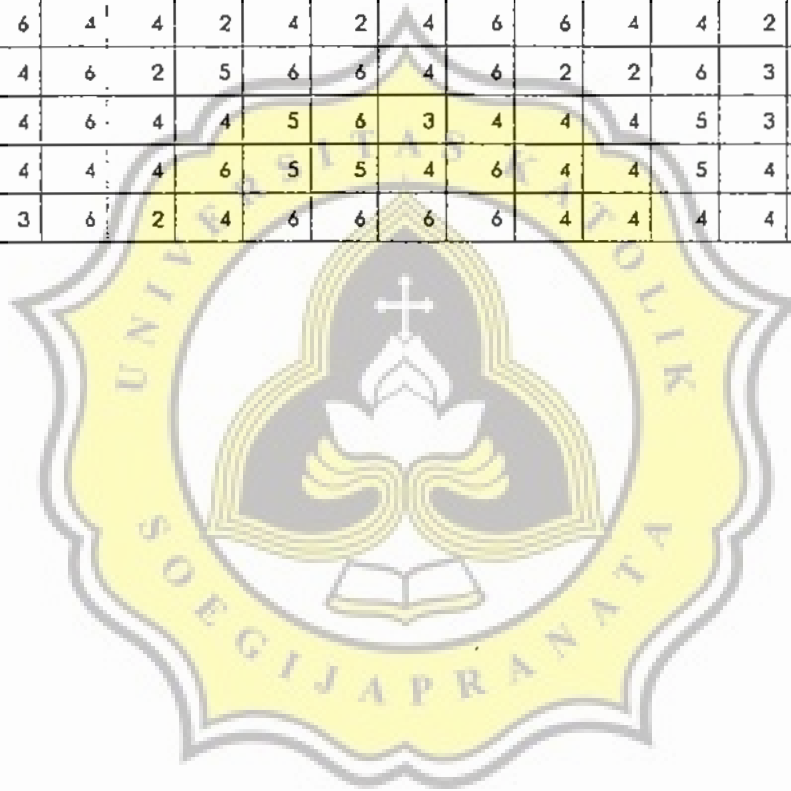 6 4 4 2 4 2 4 6 6 4 4 2
4 6 2 5 6 6 4 6 2 2 6 3
4 6 4 4 5 6 3 4 4 4 5 3
4 4 4 6 5 5 4 6 4 4 5 4
3 6 2 4 6 6 6 6 4 4 4 4
UNIVERSITAS KATOLIK
SOEGIJAPRANATA